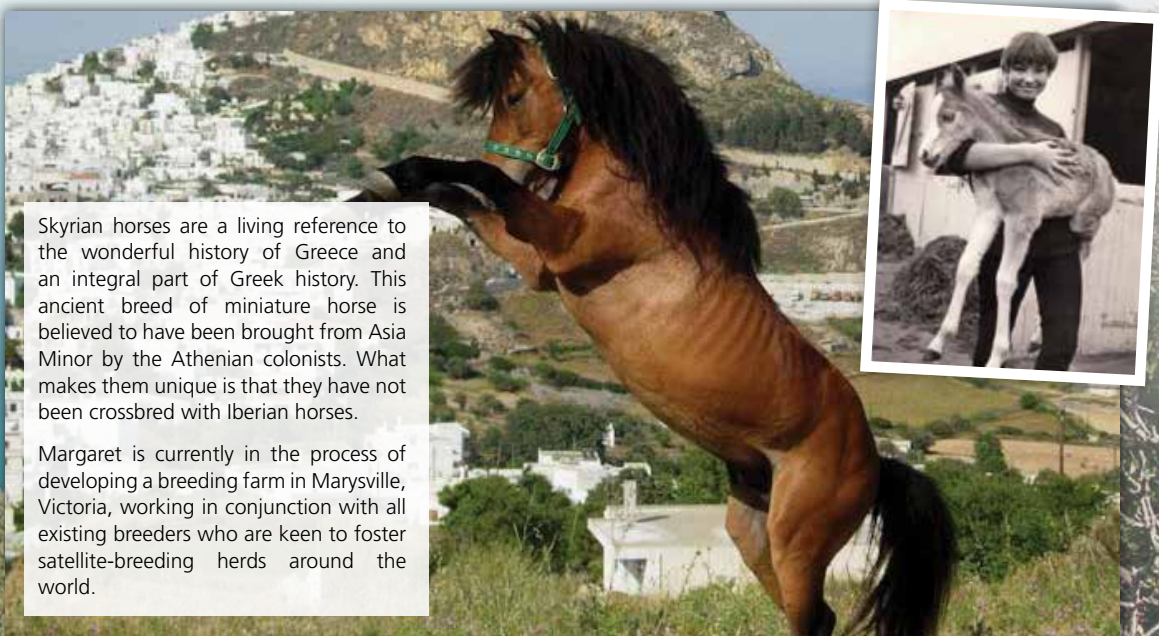 Skyrian horses are a living reference to
the wonderful history of Greece and
an integral part of Greek history. This
ancient breed of miniature horse is
believed to have been brought from Asia
Minor by the Athenian colonists. What
makes them unique is that they have not
been crossbred with Iberian horses.
Margaret is currently in the process of
developing a breeding farm in Marysville,
Victoria, working in conjunction with all
existing breeders who are keen to foster
satellite-breeding herds around the
world.